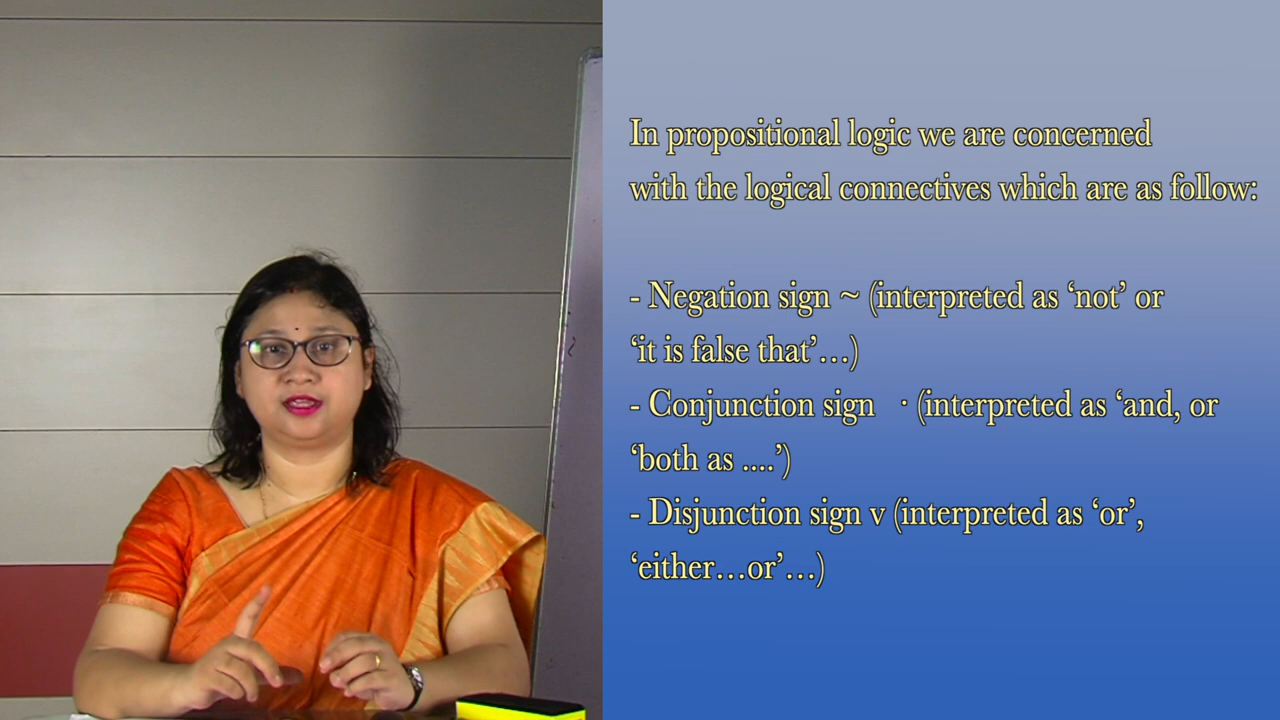 In propositional logic we are concerned
with the logical connectives which are as follow:
- Negation sign ~ (interpreted as ‘not’ or
‘it is false that’…)
- Conjunction sign · (interpreted as ‘and, or
‘both as ....’)
- Disjunction sign v (interpreted as ‘or’,
‘either…or’…)